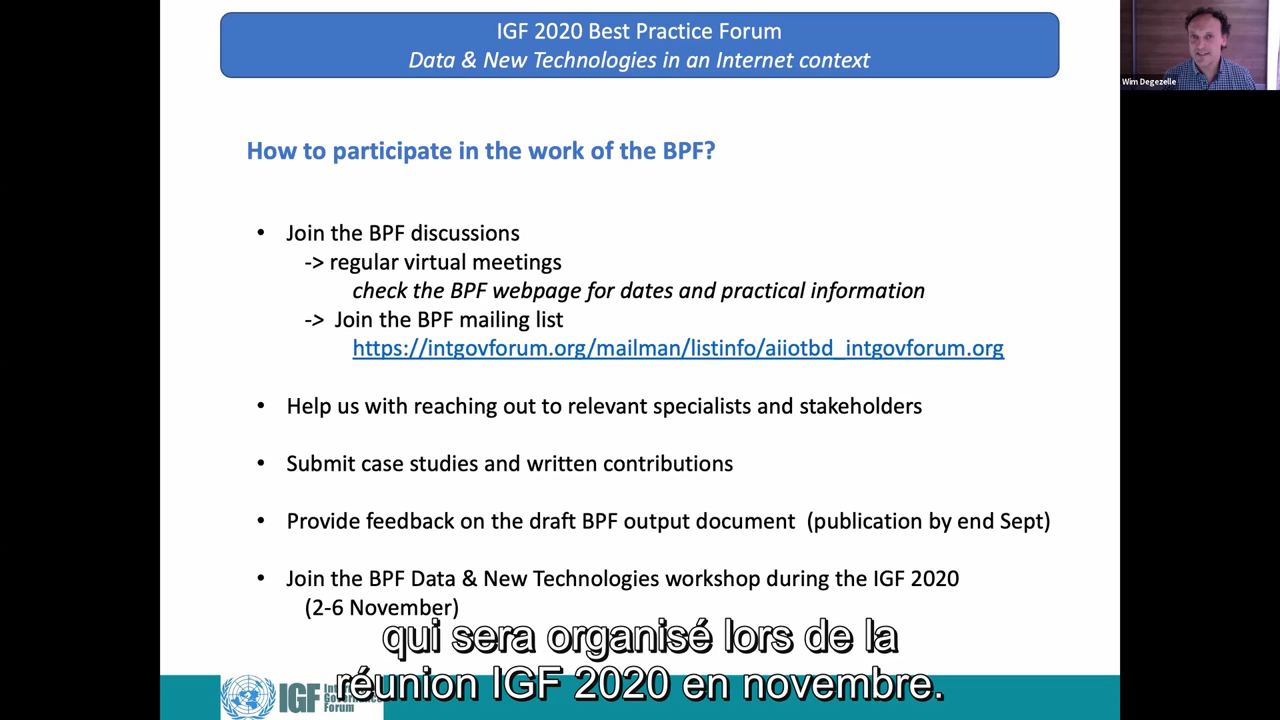 IGF 2020 Best Practice Forum
Data & New Technologies in an Internet context
Wim Degezelle
How to participate in the work of the BPF?
• Join the BPF discussions
-> regular virtual meetings
check the BPF webpage for dates and practical information
-> Join the BPF mailing list
https://intgovforum.org/mailman/listinfo/aiiotbd_intgovforum.org
• Help us with reaching out to relevant specialists and stakeholders
• Submit case studies and written contributions
• Provide feedback on the draft BPF output document (publication by end Sept)
• Join the BPF Data & New Technologies workshop during the IGF 2020
(2-6 November)
qui sera organisé lors de la
réunion IGF 2020 en novembre.
IGF
Forum